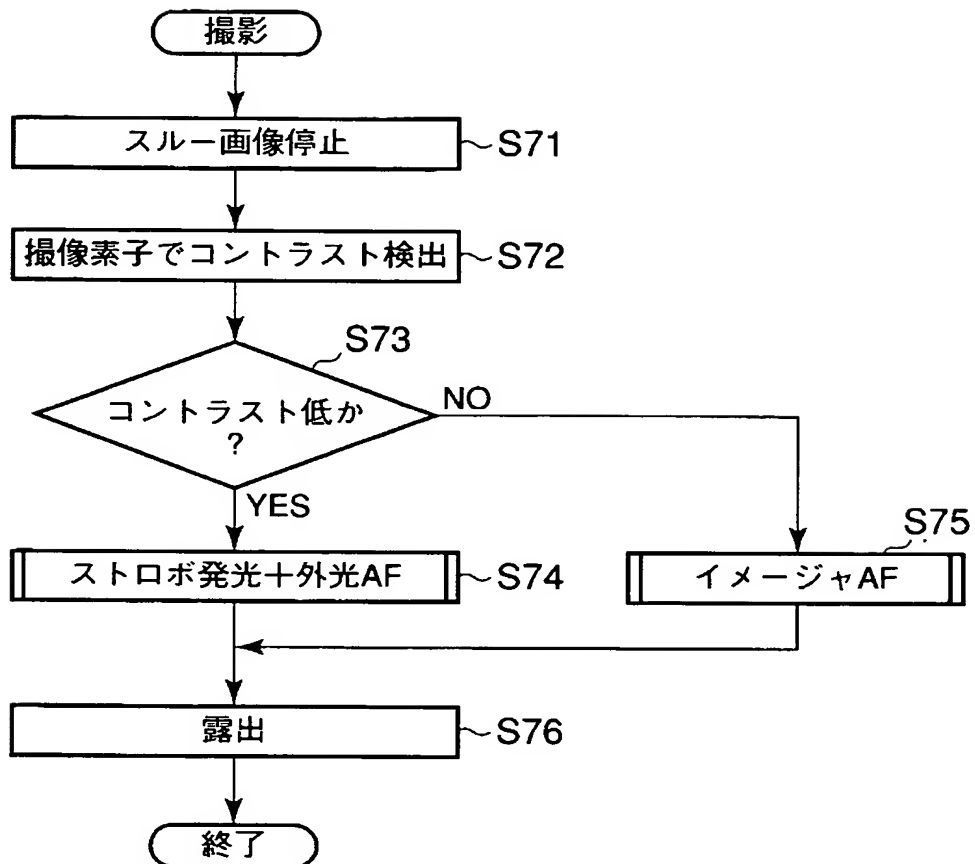 撮影
スルー画像停止
S71
撮像素子でコントラスト検出
S72
S73
コントラスト低か
?
NO
YES
ストロボ発光+外光AF
S74
S75
イメージャAF
露出
S76
終了